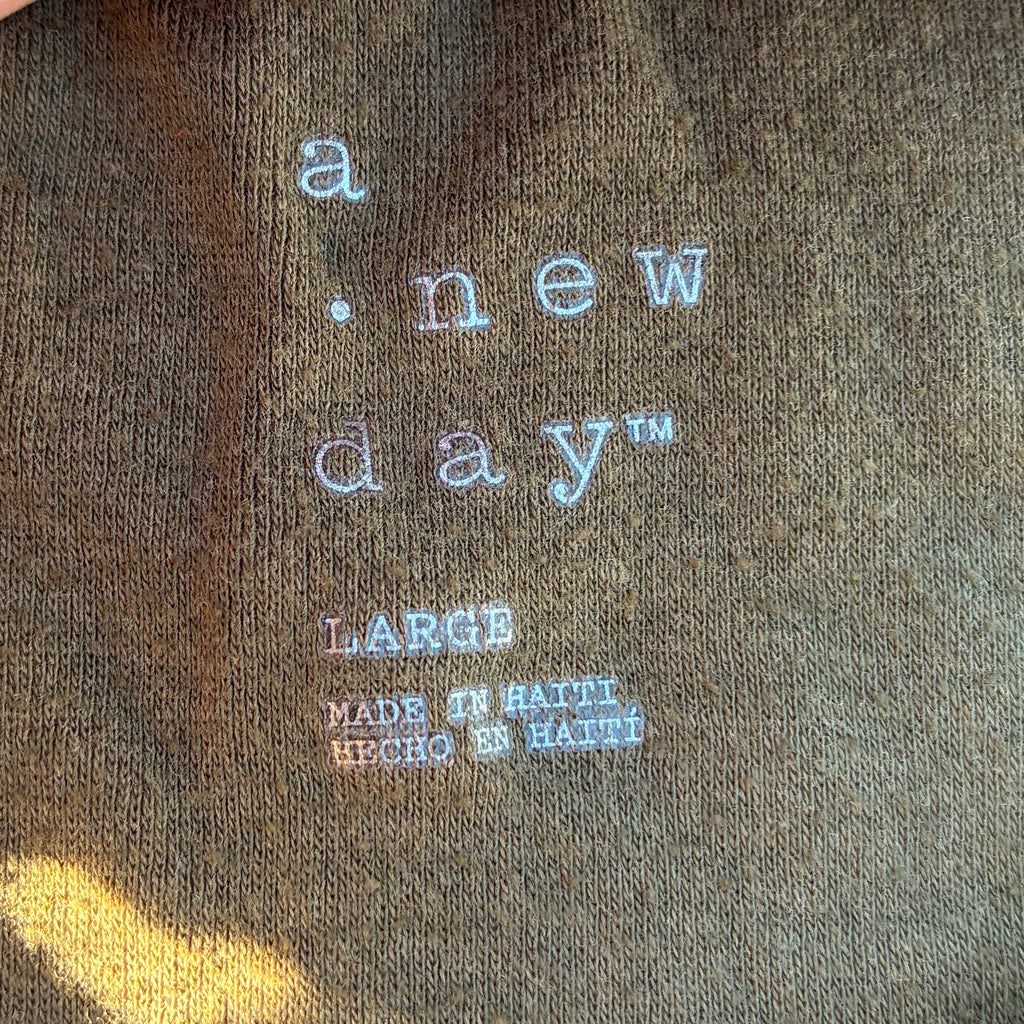 a
· new
day™
LARGE
MADE IN HAITI
HECHO EN HAITÍ